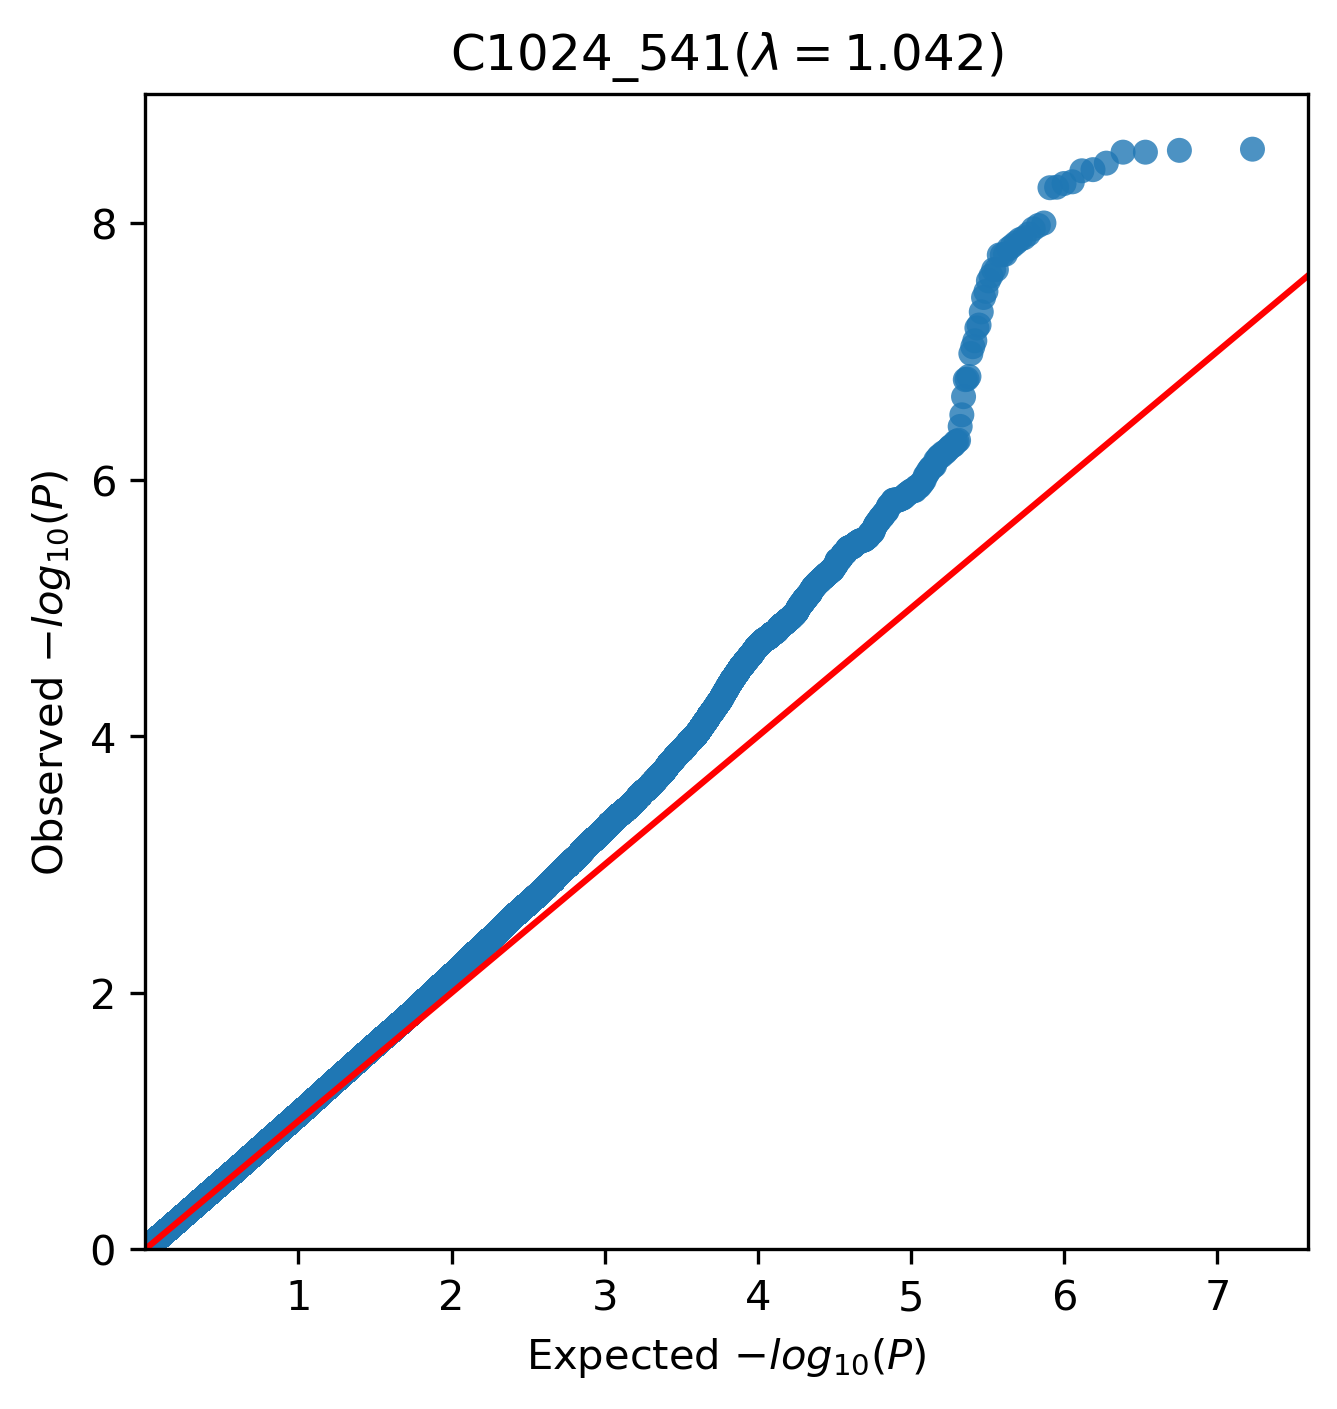 C1024_541(λ = 1.042)
8
6
4
2
0
Observed −log₁₀(P)
1 2 3 4 5 6 7
Expected −log₁₀(P)